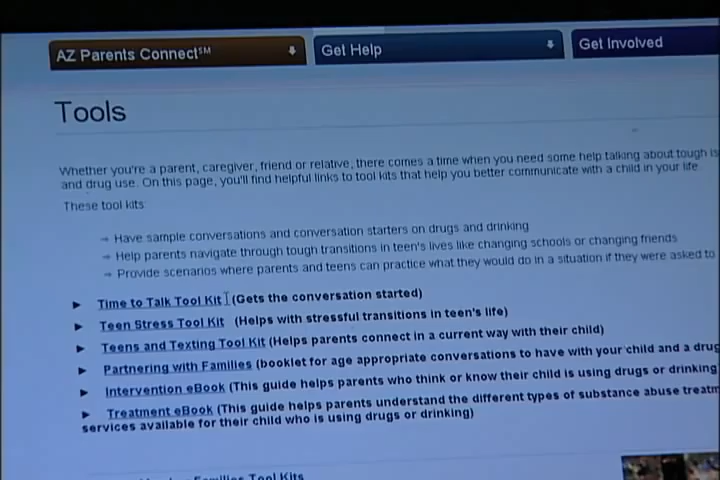 AZ Parents Connect℠
Get Help
Get Involved
Tools
Whether you're a parent, caregiver, friend or relative, there comes a time when you need some help talking about tough is
and drug use. On this page, you'll find helpful links to tool kits that help you better communicate with a child in your life
These tool kits:
Have sample conversations and conversation starters on drugs and drinking
Help parents navigate through tough transitions in teen's lives like changing schools or changing friends
Provide scenarios where parents and teens can practice what they would do in a situation if they were asked to
Time to Talk Tool Kit (Gets the conversation started)
Teen Stress Tool Kit (Helps with stressful transitions in teen's life)
Teens and Texting Tool Kit (Helps parents connect in a current way with their child)
Partnering with Families (booklet for age appropriate conversations to have with your child and a drug
Intervention eBook (This guide helps parents who think or know their child is using drugs or drinking
Treatment eBook (This guide helps parents understand the different types of substance abuse treatm
services available for their child who is using drugs or drinking)
Families Tool Kits